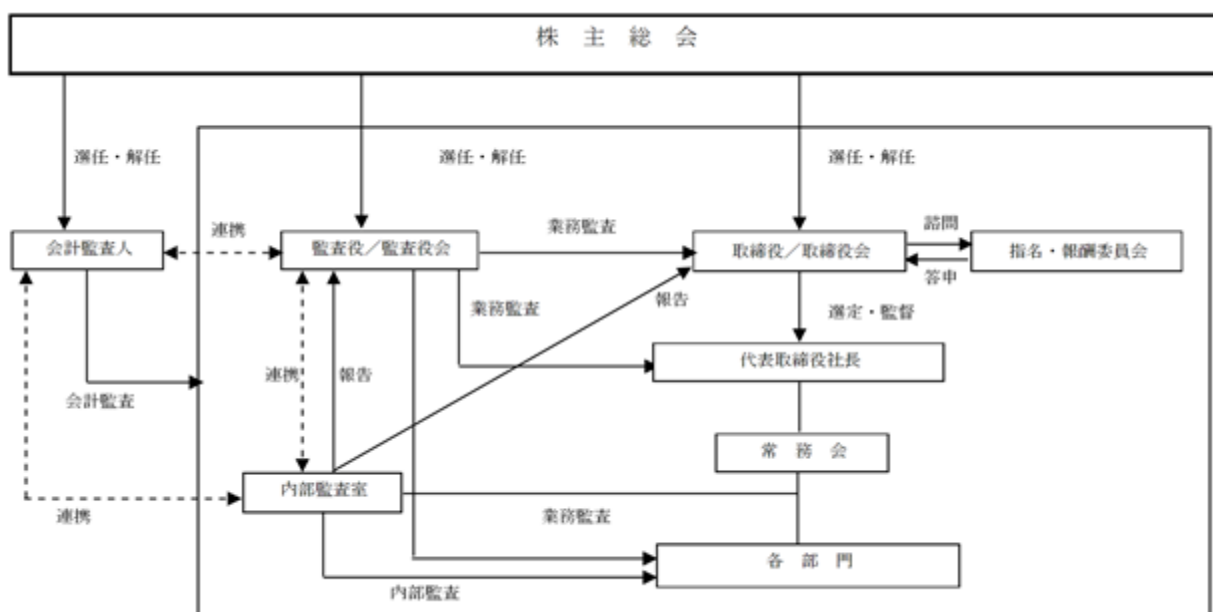 株 主 総 会
選任・解任
選任・解任
選任・解任
会計監査人
連携
監査役/監査役会
業務監査
取締役/取締役会
諮問
答申
指名・報酬委員会
業務監査
報告
選定・監督
代表取締役社長
連携
報告
会計監査
常 務 会
内部監査室
連携
業務監査
各 部 門
内部監査